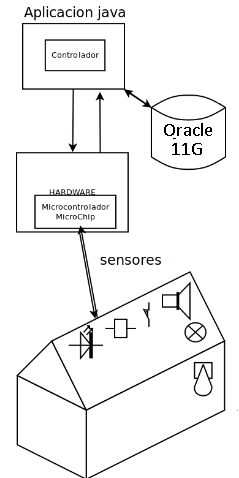 Aplicacion java
Controlador
Oracle
11G
HARDWARE
Microcontrolador
MicroChip
sensores